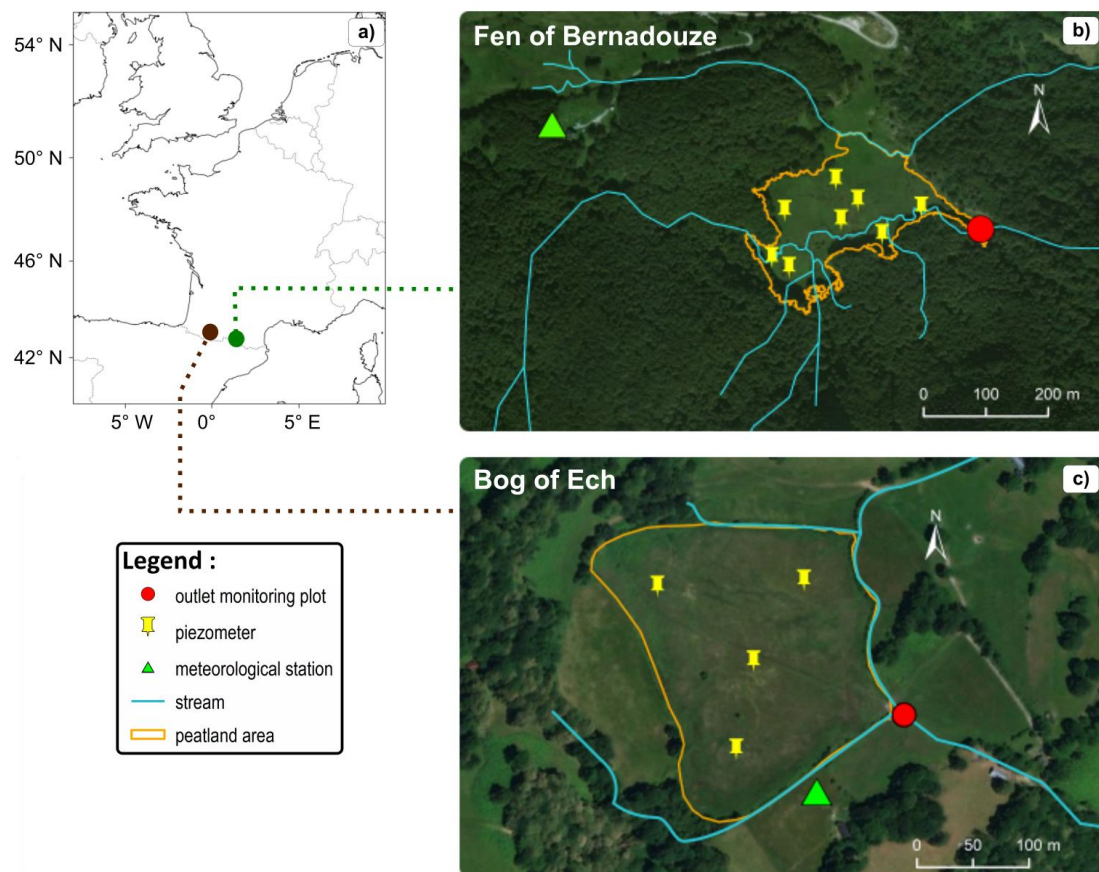 a)
54° N
50° N
46° N
42° N
5° W
0°
5° E
Fen of Bernadouze
b)
N
0
100
200 m
Bog of Ech
c)
N
0
50
100 m
Legend :
outlet monitoring plot
piezometer
meteorological station
stream
peatland area